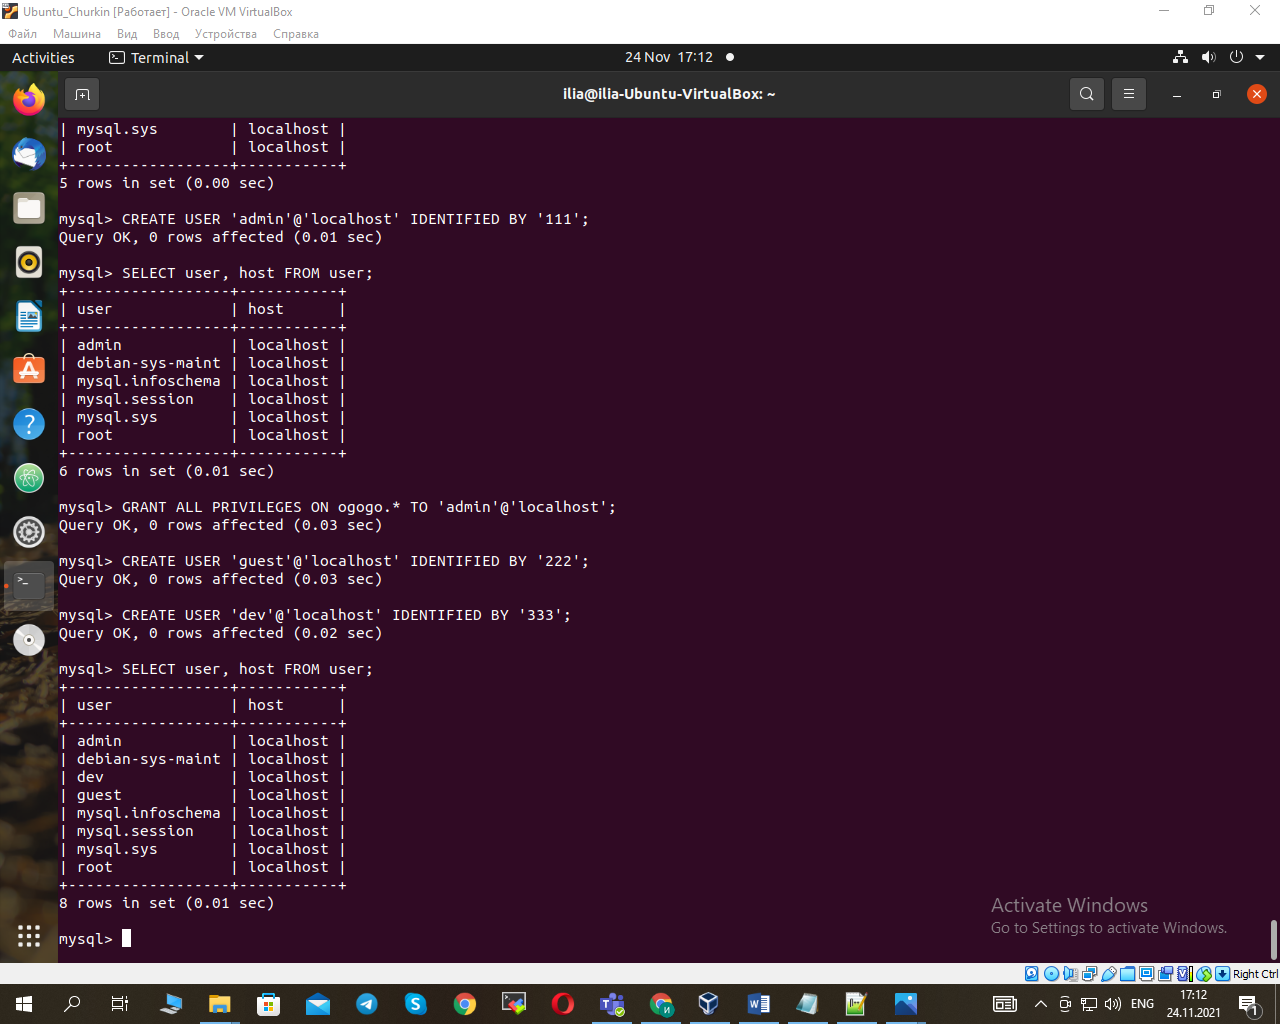 Ubuntu_Churkin [Работает] - Oracle VM VirtualBox
Файл Машина Вид Ввод Устройства Справка
Activities Terminal 24 Nov 17:12
ilia@ilia-Ubuntu-VirtualBox: ~
| mysql.sys        | localhost |
| root             | localhost |
+------------------+-----------+
5 rows in set (0.00 sec)
mysql> CREATE USER 'admin'@'localhost' IDENTIFIED BY '111';
Query OK, 0 rows affected (0.01 sec)
mysql> SELECT user, host FROM user;
+------------------+-----------+
| user             | host      |
+------------------+-----------+
| admin            | localhost |
| debian-sys-maint | localhost |
| mysql.infoschema | localhost |
| mysql.session    | localhost |
| mysql.sys        | localhost |
| root             | localhost |
+------------------+-----------+
6 rows in set (0.01 sec)
mysql> GRANT ALL PRIVILEGES ON ogogo.* TO 'admin'@'localhost';
Query OK, 0 rows affected (0.03 sec)
mysql> CREATE USER 'guest'@'localhost' IDENTIFIED BY '222';
Query OK, 0 rows affected (0.03 sec)
mysql> CREATE USER 'dev'@'localhost' IDENTIFIED BY '333';
Query OK, 0 rows affected (0.02 sec)
mysql> SELECT user, host FROM user;
+------------------+-----------+
| user             | host      |
+------------------+-----------+
| admin            | localhost |
| debian-sys-maint | localhost |
| dev              | localhost |
| guest            | localhost |
| mysql.infoschema | localhost |
| mysql.session    | localhost |
| mysql.sys        | localhost |
| root             | localhost |
+------------------+-----------+
8 rows in set (0.01 sec)
mysql>
Activate Windows
Go to Settings to activate Windows.
Right Ctrl
ENG
17:12
24.11.2021
1